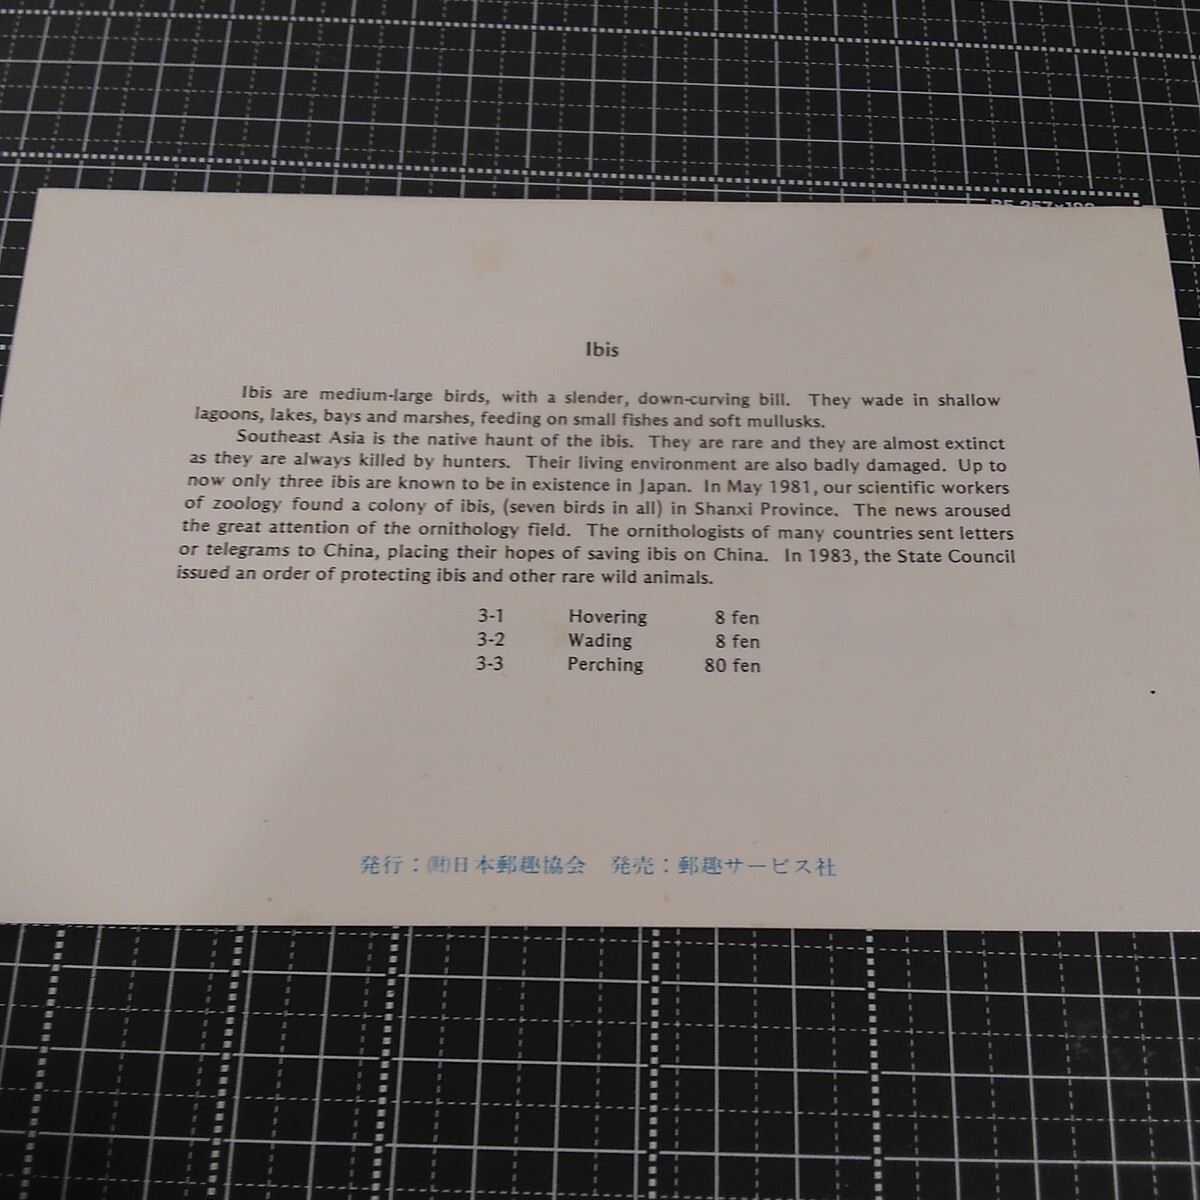 Ibis
Ibis are medium-large birds, with a slender, down-curving bill. They wade in shallow
lagoons, lakes, bays and marshes, feeding on small fishes and soft mullusks.
Southeast Asia is the native haunt of the ibis. They are rare and they are almost extinct
as they are always killed by hunters. Their living environment are also badly damaged. Up to
now only three ibis are known to be in existence in Japan. In May 1981, our scientific workers
of zoology found a colony of ibis, (seven birds in all) in Shanxi Province. The news aroused
the great attention of the ornithology field. The ornithologists of many countries sent letters
or telegrams to China, placing their hopes of saving ibis on China. In 1983, the State Council
issued an order of protecting ibis and other rare wild animals.
3-1 Hovering 8 fen
3-2 Wading 8 fen
3-3 Perching 80 fen
発行：㈶日本郵趣協会 発売：郵趣サービス社